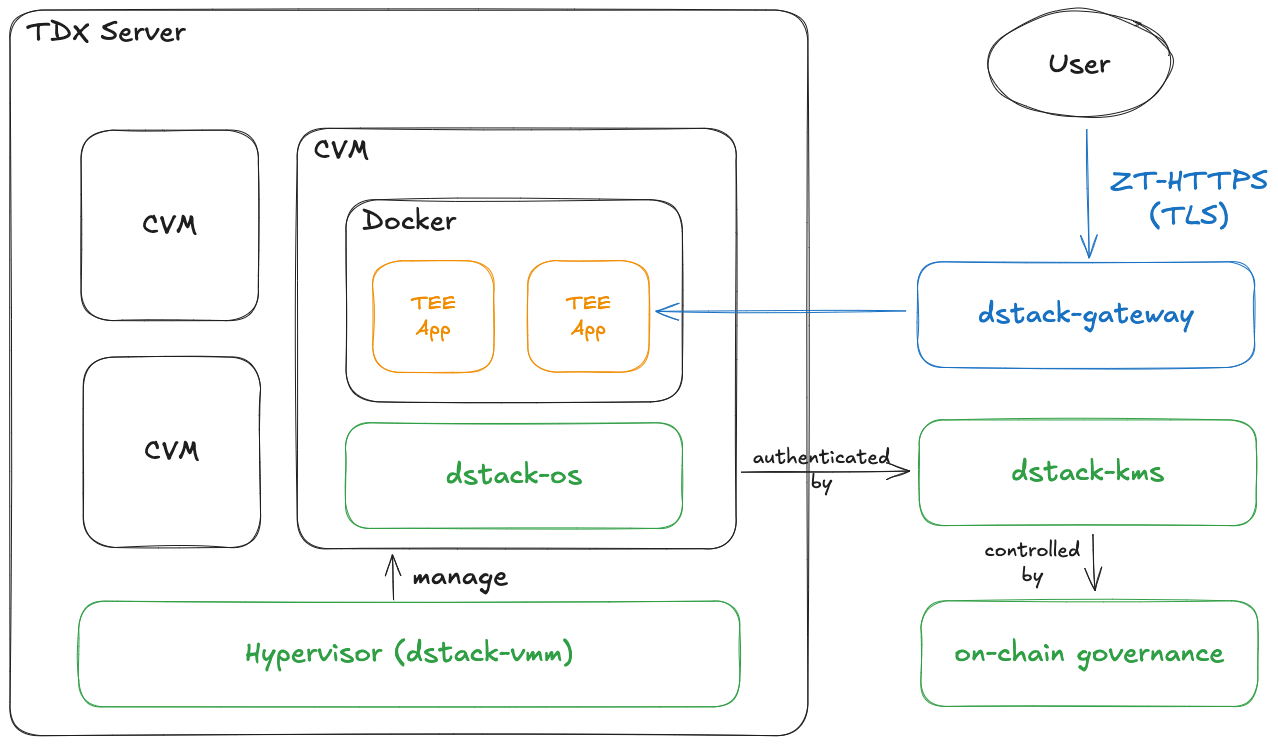 TDX Server
User
CVM
CVM
ZT-HTTPS
(TLS)
Docker
TEE
App
TEE
App
dstack-gateway
CVM
dstack-os
authenticated
by
dstack-kms
manage
controlled
by
Hypervisor (dstack-vmm)
on-chain governance